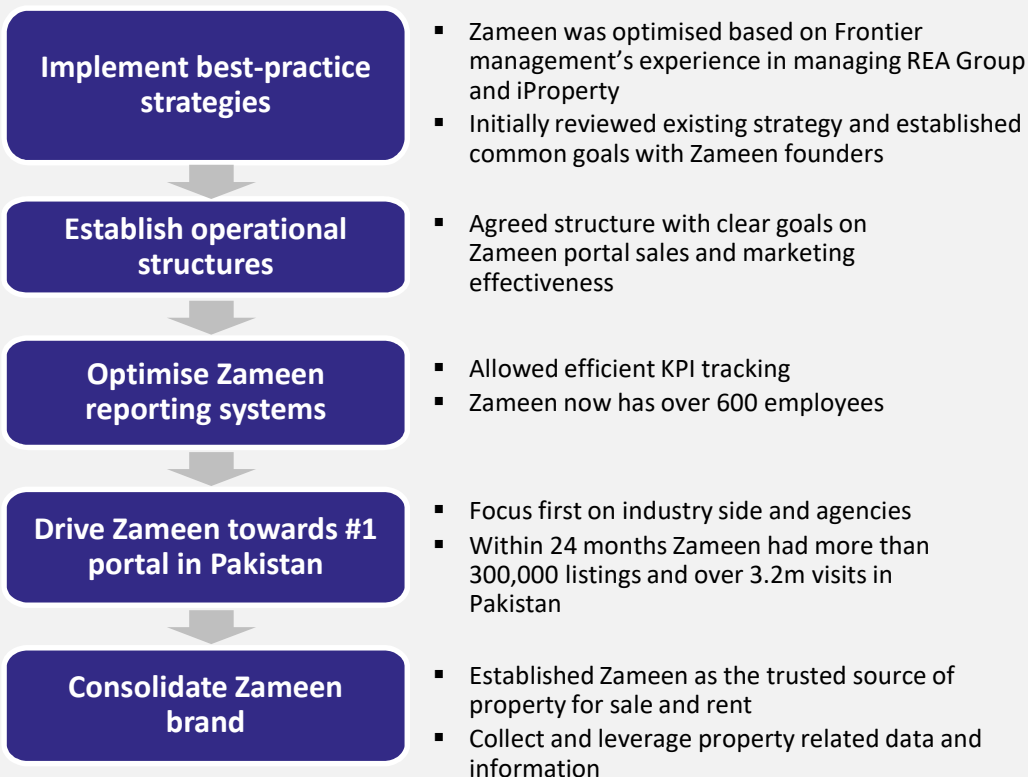 Implement best-practice
strategies
▪ Zameen was optimised based on Frontier
management’s experience in managing REA Group
and iProperty
▪ Initially reviewed existing strategy and established
common goals with Zameen founders
Establish operational
structures
▪ Agreed structure with clear goals on
Zameen portal sales and marketing
effectiveness
Optimise Zameen
reporting systems
▪ Allowed efficient KPI tracking
▪ Zameen now has over 600 employees
Drive Zameen towards #1
portal in Pakistan
▪ Focus first on industry side and agencies
▪ Within 24 months Zameen had more than
300,000 listings and over 3.2m visits in
Pakistan
Consolidate Zameen
brand
▪ Established Zameen as the trusted source of
property for sale and rent
▪ Collect and leverage property related data and
information